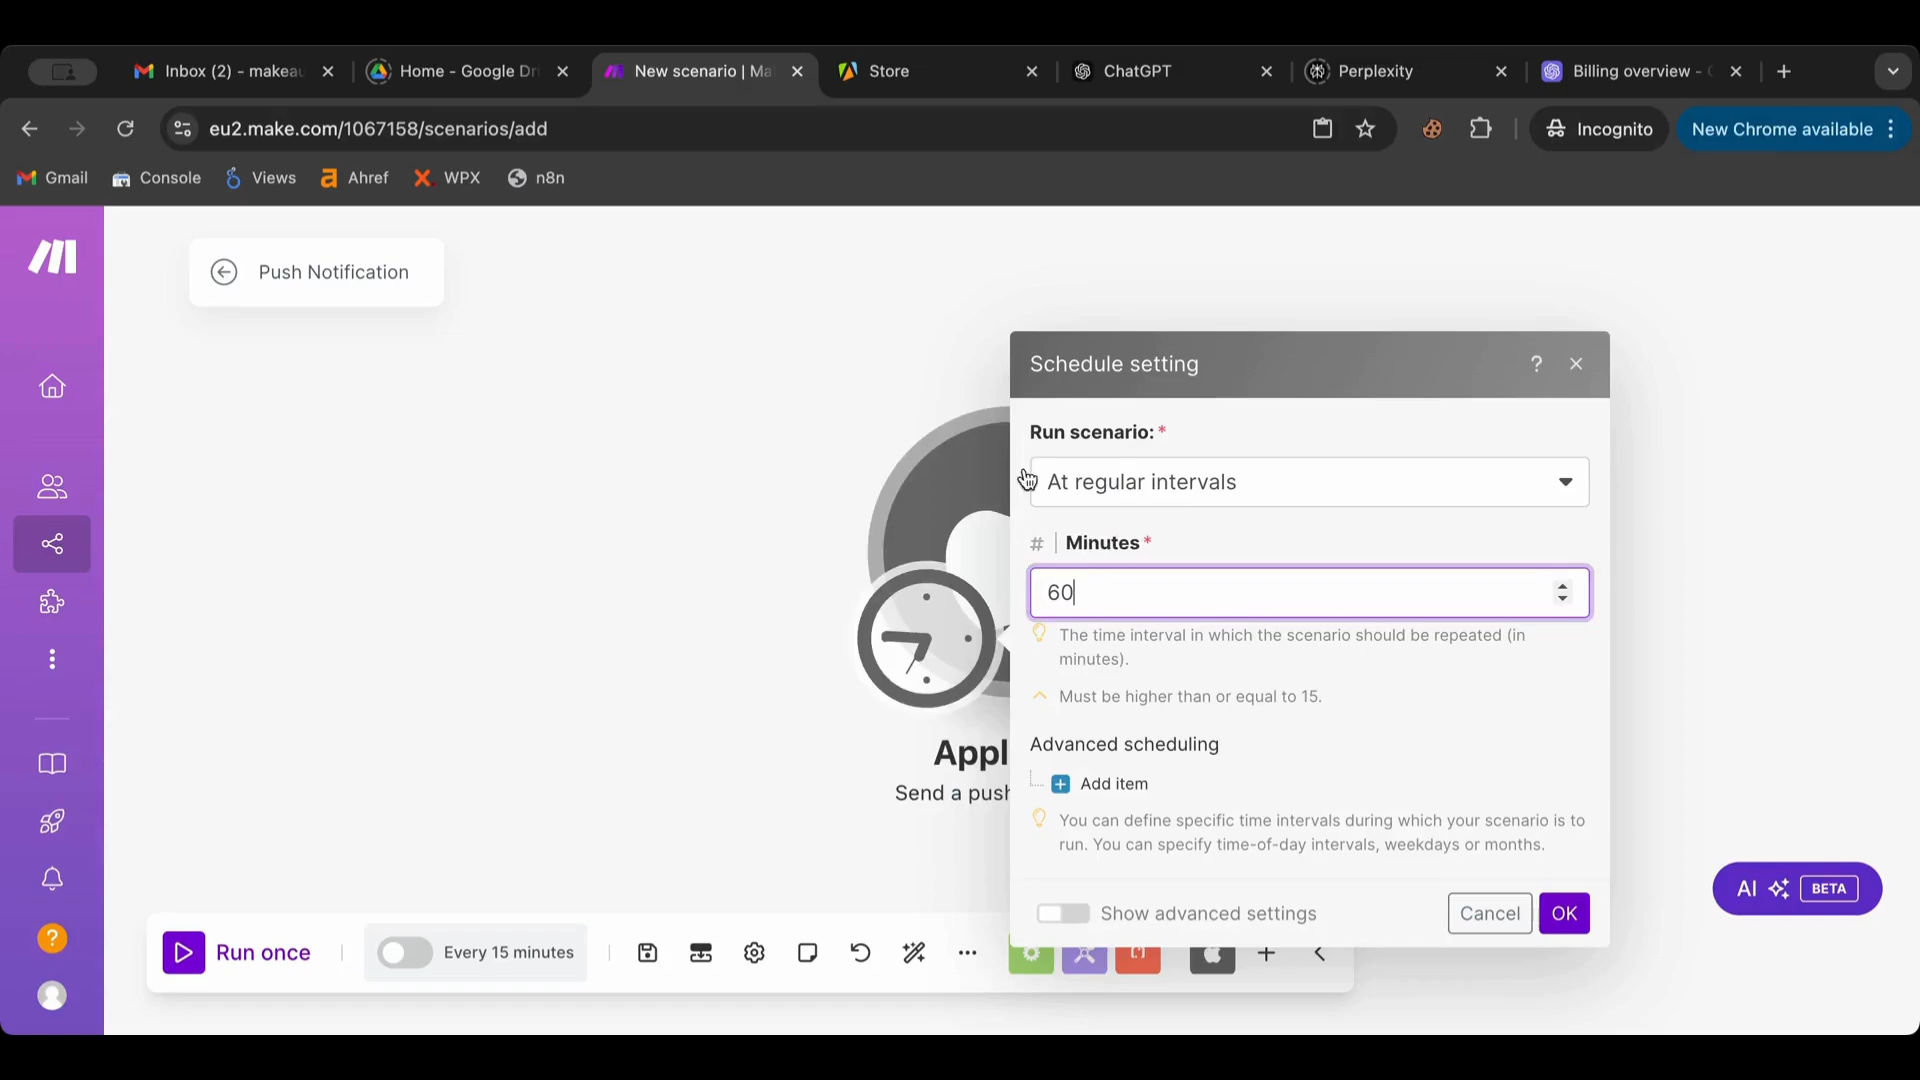 Inbox (2) - makeau
Home - Google Dri
New scenario | Ma
Store
ChatGPT
Perplexity
Billing overview -
eu2.make.com/1067158/scenarios/add
Incognito
New Chrome available
Gmail
Console
Views
Ahref
WPX
n8n
Push Notification
Schedule setting
?
Run scenario: *
At regular intervals
# Minutes *
60
The time interval in which the scenario should be repeated (in
minutes).
Must be higher than or equal to 15.
Advanced scheduling
Add item
You can define specific time intervals during which your scenario is to
run. You can specify time-of-day intervals, weekdays or months.
Show advanced settings
Cancel
OK
Appl
Send a push
AI BETA
Run once
Every 15 minutes
?